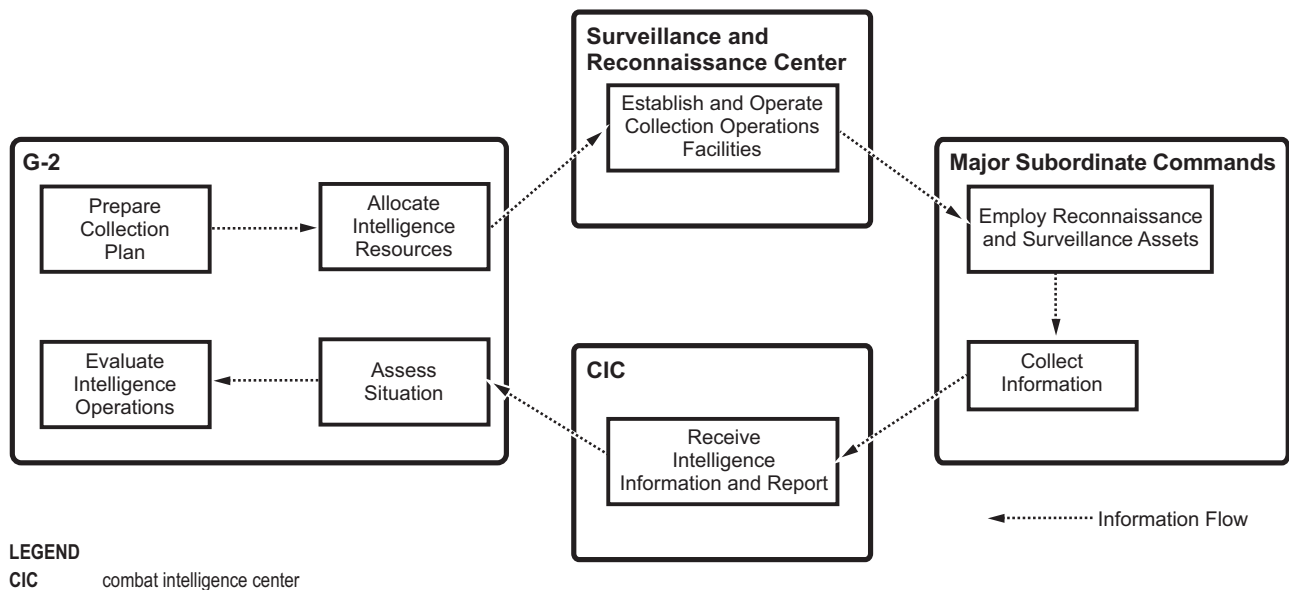 Surveillance and
Reconnaissance Center
Establish and Operate
Collection Operations
Facilities
G-2
Prepare
Collection
Plan
Allocate
Intelligence
Resources
Major Subordinate Commands
Employ Reconnaissance
and Surveillance Assets
Evaluate
Intelligence
Operations
Assess
Situation
CIC
Receive
Intelligence
Information and Report
Collect
Information
Information Flow
LEGEND
CIC combat intelligence center